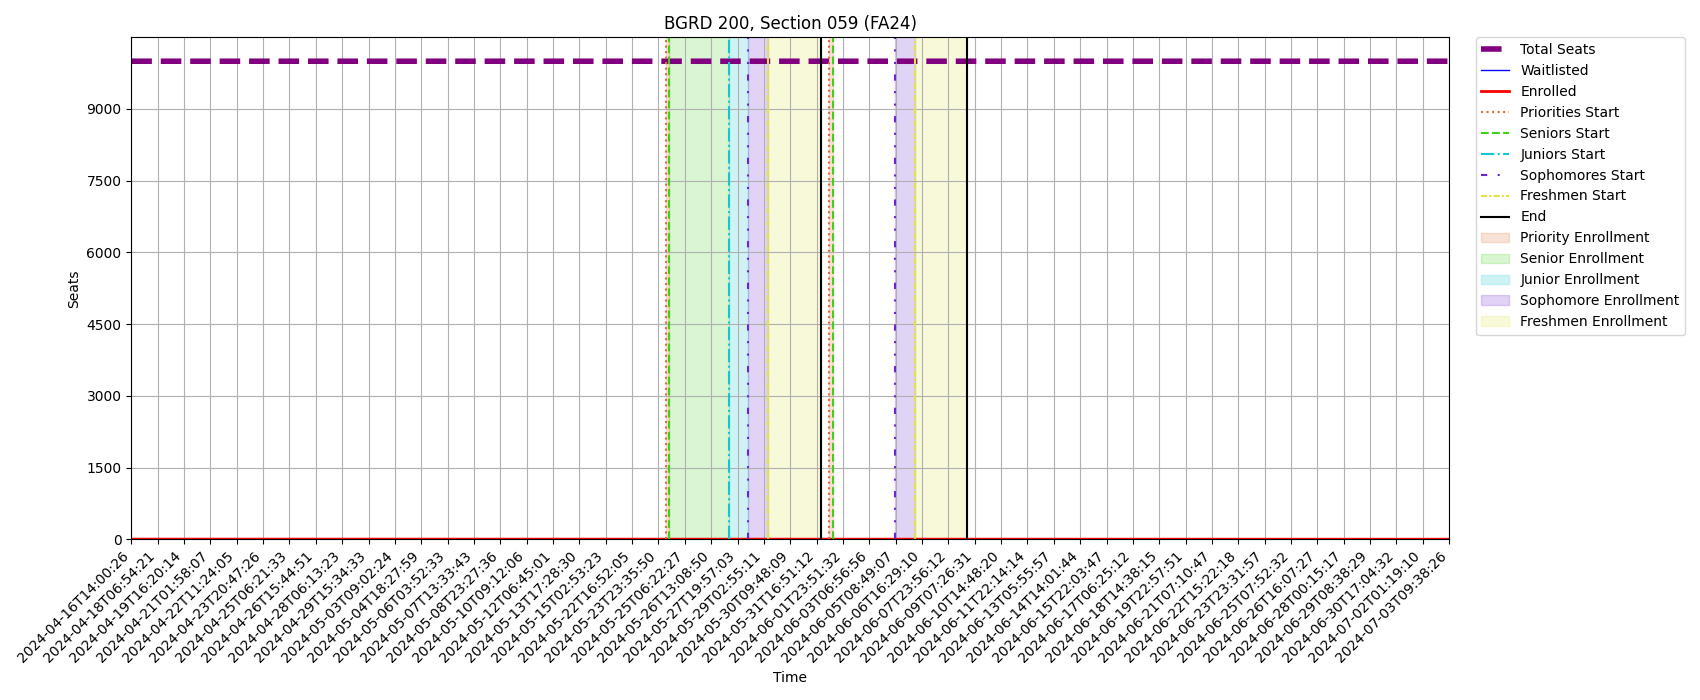 BGRD 200, Section 059 (FA24)
Total Seats
Waitlisted
Enrolled
Priorities Start
Seniors Start
Juniors Start
Sophomores Start
Freshmen Start
End
Priority Enrollment
Senior Enrollment
Junior Enrollment
Sophomore Enrollment
Freshmen Enrollment
Seats
9000
7500
6000
4500
3000
1500
0
2024-04-16T14:00:26
2024-04-18T06:54:21
2024-04-19T16:20:14
2024-04-21T01:58:07
2024-04-22T11:24:05
2024-04-23T20:47:26
2024-04-25T06:21:33
2024-04-26T15:44:51
2024-04-28T06:13:23
2024-04-29T15:34:33
2024-05-03T09:02:24
2024-05-04T18:27:59
2024-05-06T03:52:33
2024-05-07T13:33:43
2024-05-08T23:27:36
2024-05-10T09:12:06
2024-05-12T06:45:01
2024-05-13T17:28:30
2024-05-15T02:53:23
2024-05-22T16:52:05
2024-05-23T23:35:50
2024-05-25T06:22:27
2024-05-26T13:08:50
2024-05-27T19:57:03
2024-05-29T02:55:11
2024-05-30T09:48:09
2024-05-31T16:51:12
2024-06-01T23:51:32
2024-06-03T06:56:56
2024-06-05T08:49:07
2024-06-06T16:29:10
2024-06-07T23:56:12
2024-06-09T07:26:31
2024-06-10T14:48:20
2024-06-11T22:14:14
2024-06-13T05:55:57
2024-06-14T14:01:44
2024-06-15T22:03:47
2024-06-17T06:25:12
2024-06-18T14:38:15
2024-06-19T22:57:51
2024-06-21T07:10:47
2024-06-22T15:22:18
2024-06-23T23:31:57
2024-06-25T07:52:32
2024-06-26T16:07:27
2024-06-28T00:15:17
2024-06-29T08:38:29
2024-06-30T17:04:32
2024-07-02T01:19:10
2024-07-03T09:38:26
Time